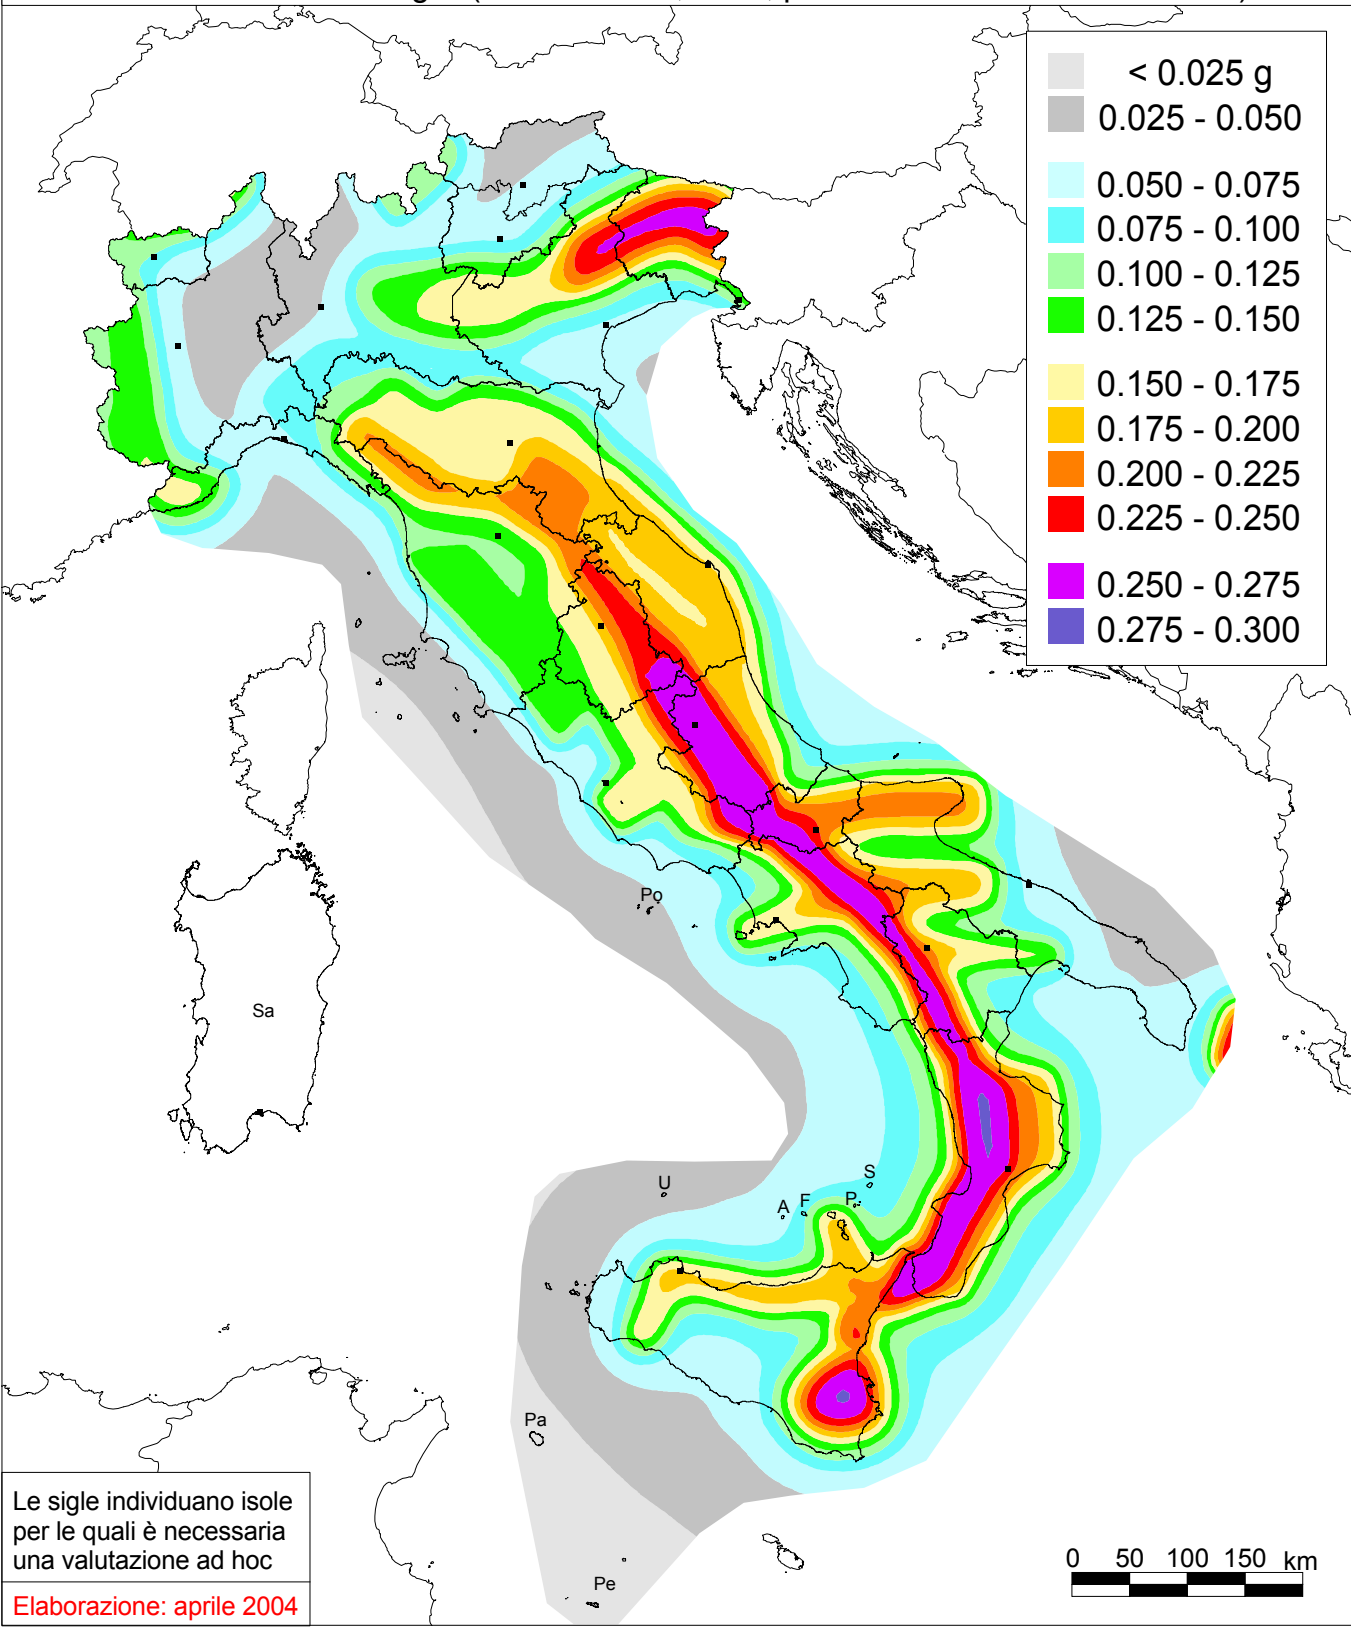 < 0.025 g
0.025 - 0.050
0.050 - 0.075
0.075 - 0.100
0.100 - 0.125
0.125 - 0.150
0.150 - 0.175
0.175 - 0.200
0.200 - 0.225
0.225 - 0.250
0.250 - 0.275
0.275 - 0.300
Po
Sa
U
A
F
P
S
Pa
Pe
Le sigle individuano isole
per le quali è necessaria
una valutazione ad hoc
Elaborazione: aprile 2004
0 50 100 150 km